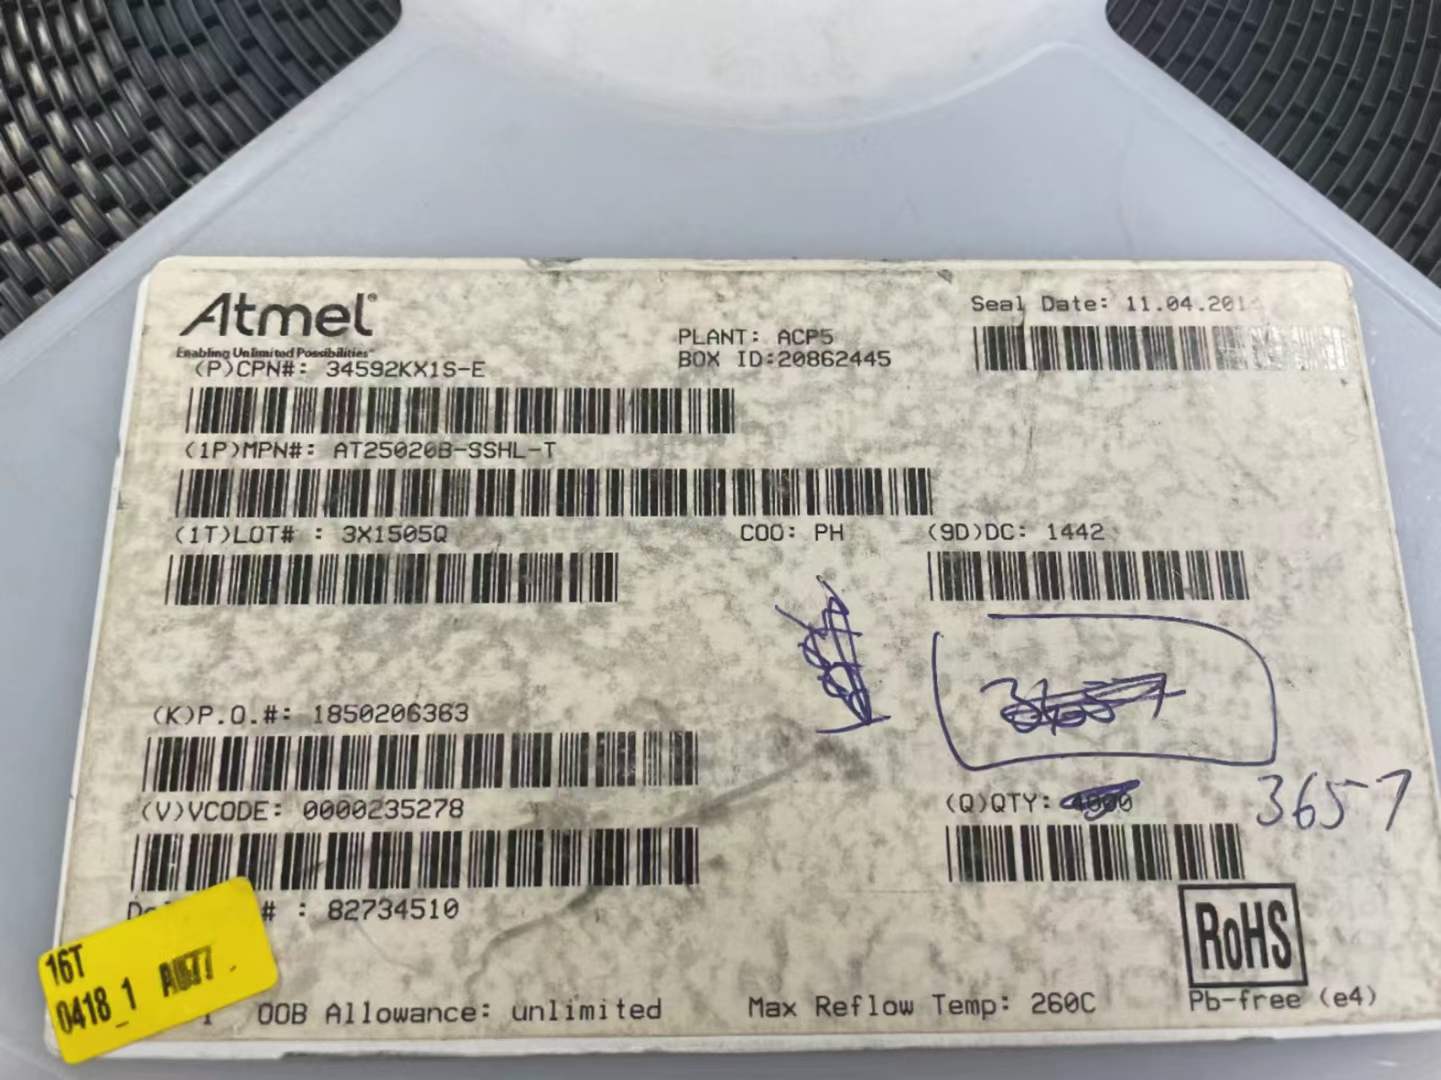 Atmel®
Enabling Unlimited Possibilities®
Seal Date: 11.04.2014
PLANT: ACP5
BOX ID:20862445
(P)CPN#: 34592KX1S-E
(1P)MPN#: AT25020B-SSHL-T
(1T)LOT# : 3X1505Q
COO: PH
(9D)DC: 1442
(K)P.O.#: 1850206363
(V)VCODE: 0000235278
(Q)QTY: 4000
3657
# : 82734510
RoHS
16T
0418_1
OOB Allowance: unlimited
Max Reflow Temp: 260C
Pb-free (e4)